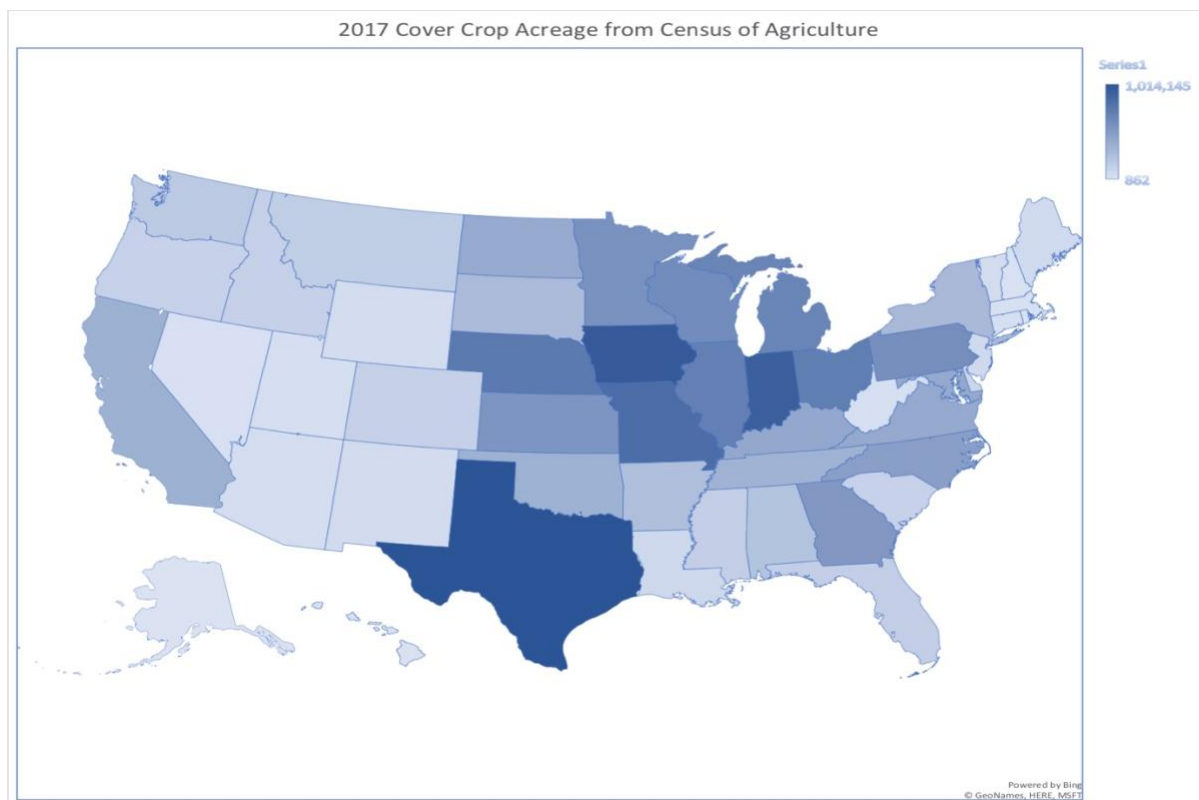 2017 Cover Crop Acreage from Census of Agriculture
Series1
1,014,145
862
Powered by Bing
© GeoNames, HERE, MSFT